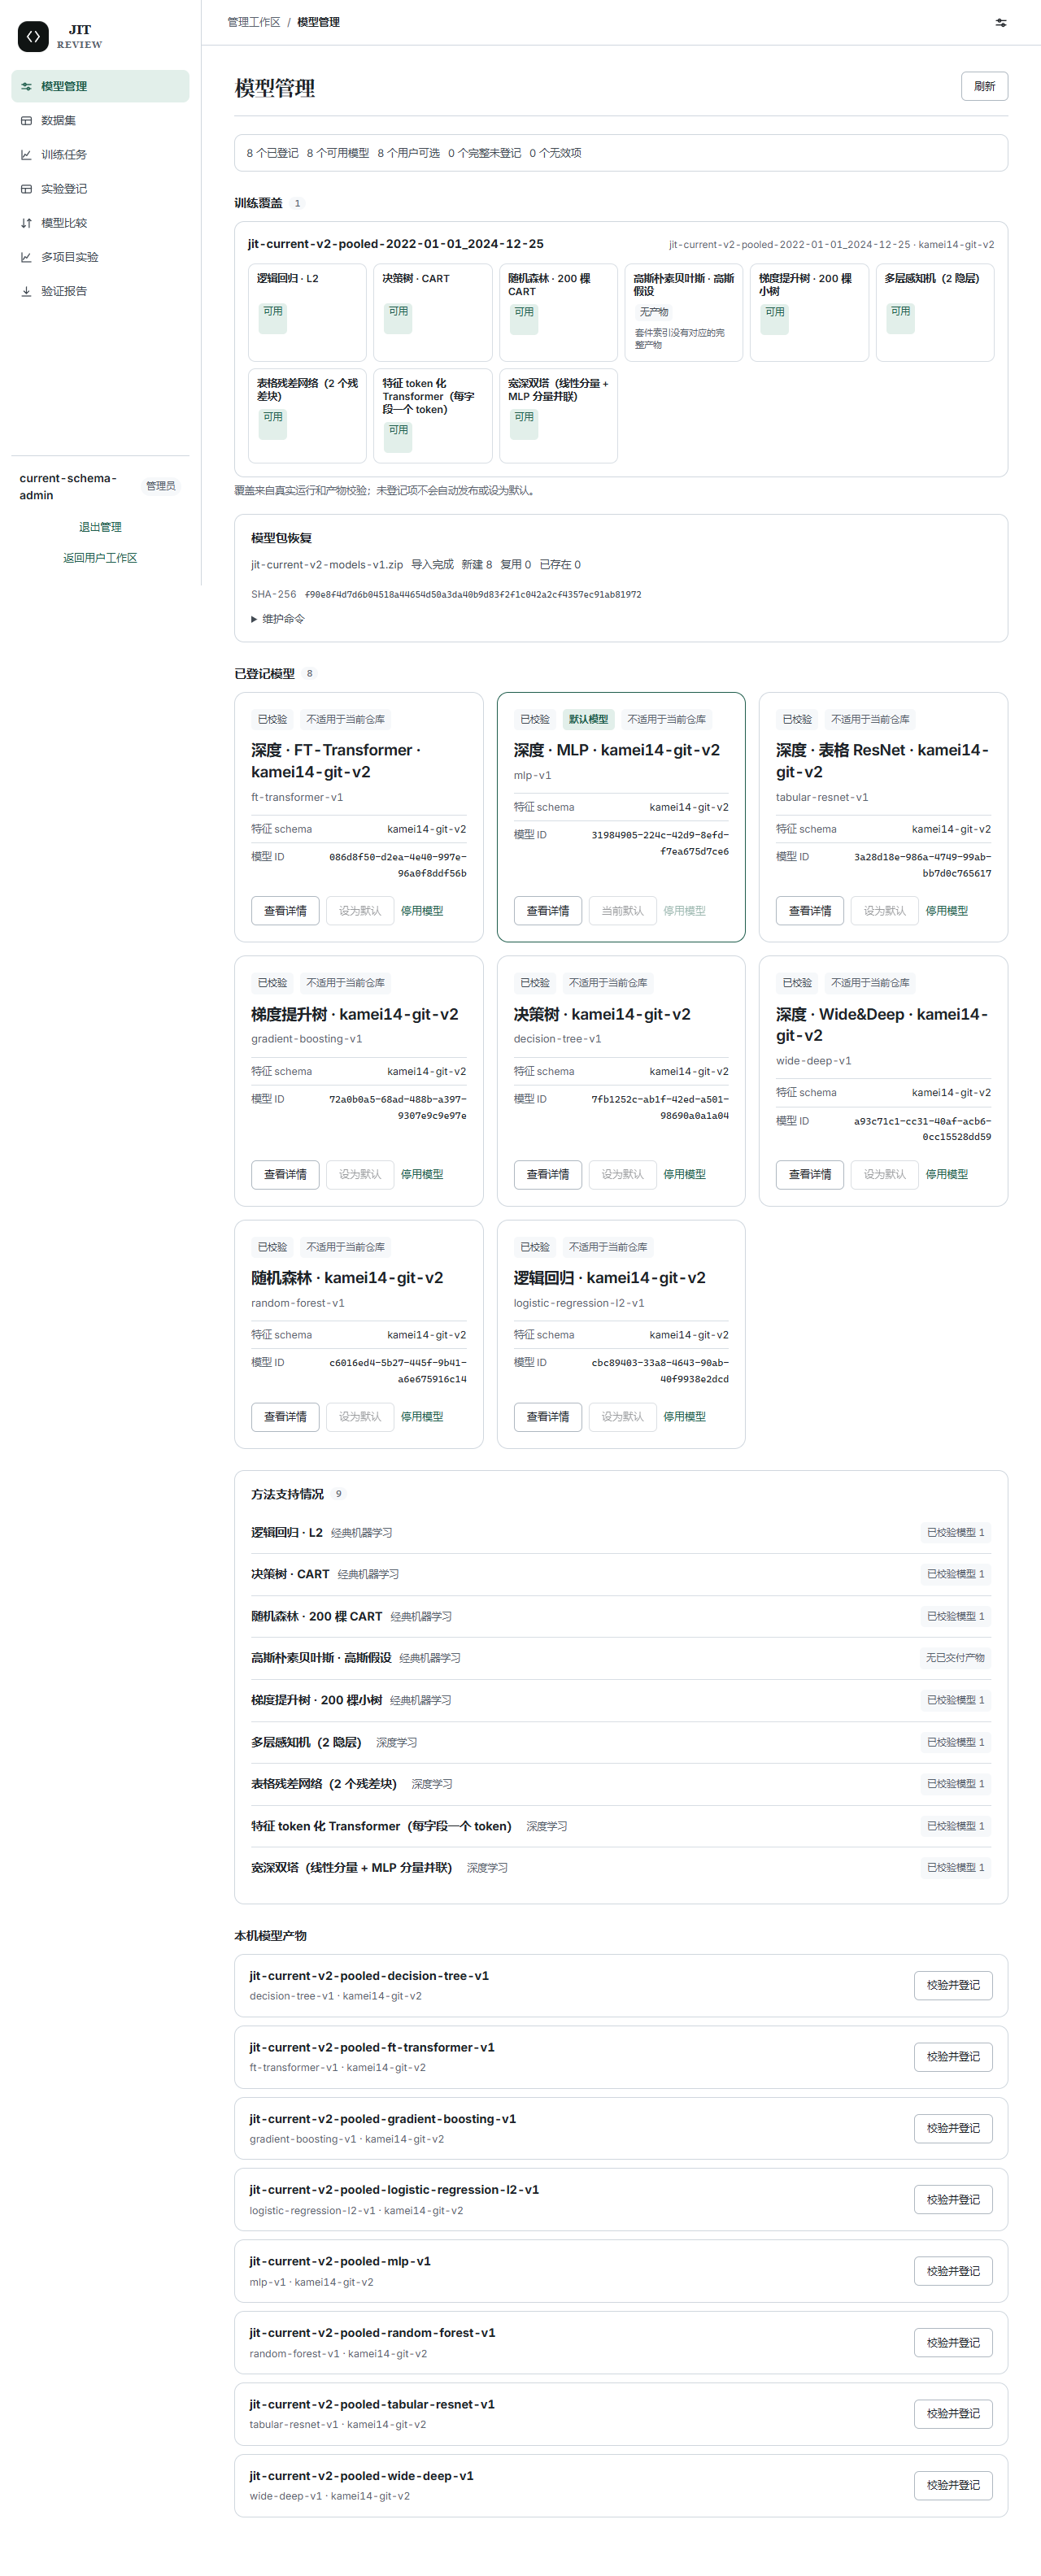 JIT
REVIEW
模型管理
数据集
训练任务
实验登记
模型比较
多项目实验
验证报告
current-schema-
admin
管理员
退出管理
返回用户工作区
管理工作区 / 模型管理
模型管理
刷新
8 个已登记 8 个可用模型 8 个用户可选 0 个完整未登记 0 个无效项
训练覆盖 1
jit-current-v2-pooled-2022-01-01_2024-12-25
jit-current-v2-pooled-2022-01-01_2024-12-25 · kamei14-git-v2
逻辑回归 · L2
可用
决策树 · CART
可用
随机森林 · 200 棵
CART
可用
高斯朴素贝叶斯 · 高斯
假设
无产物
套件索引没有对应的完
整产物
梯度提升树 · 200 棵
小树
可用
多层感知机（2 隐层）
可用
表格残差网络（2 个残
差块）
可用
特征 token 化
Transformer（每字
段一个 token）
可用
宽深双塔（线性分量 +
MLP 分量并联）
可用
覆盖来自真实运行和产物校验；未登记项不会自动发布或设为默认。
模型包恢复
jit-current-v2-models-v1.zip 导入完成 新建 8 复用 0 已存在 0
SHA-256 f90e8f4d7d6b04518a44654d50a3da40b9d83f2f1c042a2cf4357ec91ab81972
维护命令
已登记模型 8
已校验 不适用于当前仓库
深度 · FT-Transformer ·
kamei14-git-v2
ft-transformer-v1
特征 schema kamei14-git-v2
模型 ID 086d8f50-d2ea-4e40-997e-
96a0f8ddf56b
查看详情 设为默认 停用模型
已校验 默认模型 不适用于当前仓库
深度 · MLP · kamei14-git-v2
mlp-v1
特征 schema kamei14-git-v2
模型 ID 31984905-224c-42d9-8efd-
f7ea675d7ce6
查看详情 当前默认 停用模型
已校验 不适用于当前仓库
深度 · 表格 ResNet · kamei14-
git-v2
tabular-resnet-v1
特征 schema kamei14-git-v2
模型 ID 3a28d18e-986a-4749-99ab-
bb7d0c765617
查看详情 设为默认 停用模型
已校验 不适用于当前仓库
梯度提升树 · kamei14-git-v2
gradient-boosting-v1
特征 schema kamei14-git-v2
模型 ID 72a0b0a5-68ad-488b-a397-
9307e9c9e97e
查看详情 设为默认 停用模型
已校验 不适用于当前仓库
决策树 · kamei14-git-v2
decision-tree-v1
特征 schema kamei14-git-v2
模型 ID 7fb1252c-ab1f-42ed-a501-
98690a0a1a04
查看详情 设为默认 停用模型
已校验 不适用于当前仓库
深度 · Wide&Deep · kamei14-
git-v2
wide-deep-v1
特征 schema kamei14-git-v2
模型 ID a93c71c1-cc31-40af-acb6-
0cc15528dd59
查看详情 设为默认 停用模型
已校验 不适用于当前仓库
随机森林 · kamei14-git-v2
random-forest-v1
特征 schema kamei14-git-v2
模型 ID c6016ed4-5b27-445f-9b41-
a6e675916c14
查看详情 设为默认 停用模型
已校验 不适用于当前仓库
逻辑回归 · kamei14-git-v2
logistic-regression-l2-v1
特征 schema kamei14-git-v2
模型 ID cbc89403-33a8-4643-90ab-
40f9938e2dcd
查看详情 设为默认 停用模型
方法支持情况 9
逻辑回归 · L2 经典机器学习 已校验模型 1
决策树 · CART 经典机器学习 已校验模型 1
随机森林 · 200 棵 CART 经典机器学习 已校验模型 1
高斯朴素贝叶斯 · 高斯假设 经典机器学习 无已交付产物
梯度提升树 · 200 棵小树 经典机器学习 已校验模型 1
多层感知机（2 隐层） 深度学习 已校验模型 1
表格残差网络（2 个残差块） 深度学习 已校验模型 1
特征 token 化 Transformer（每字段一个 token） 深度学习 已校验模型 1
宽深双塔（线性分量 + MLP 分量并联） 深度学习 已校验模型 1
本机模型产物
jit-current-v2-pooled-decision-tree-v1
decision-tree-v1 · kamei14-git-v2
校验并登记
jit-current-v2-pooled-ft-transformer-v1
ft-transformer-v1 · kamei14-git-v2
校验并登记
jit-current-v2-pooled-gradient-boosting-v1
gradient-boosting-v1 · kamei14-git-v2
校验并登记
jit-current-v2-pooled-logistic-regression-l2-v1
logistic-regression-l2-v1 · kamei14-git-v2
校验并登记
jit-current-v2-pooled-mlp-v1
mlp-v1 · kamei14-git-v2
校验并登记
jit-current-v2-pooled-random-forest-v1
random-forest-v1 · kamei14-git-v2
校验并登记
jit-current-v2-pooled-tabular-resnet-v1
tabular-resnet-v1 · kamei14-git-v2
校验并登记
jit-current-v2-pooled-wide-deep-v1
wide-deep-v1 · kamei14-git-v2
校验并登记